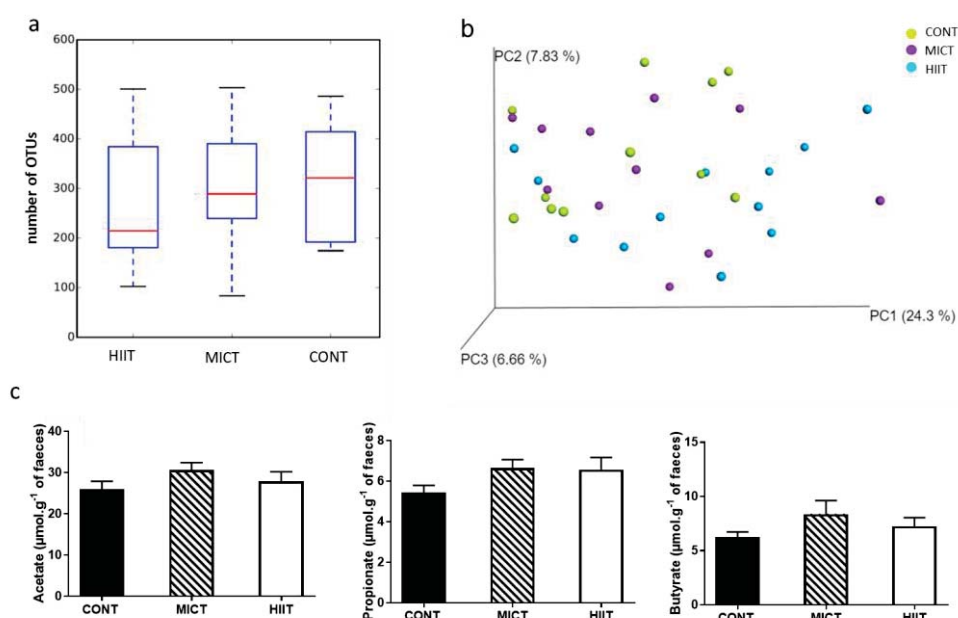 a
600
500
400
300
200
100
0
number of OTUs
HIIT
MICT
CONT
b
PC2 (7.83 %)
CONT
MICT
HIIT
PC1 (24.3 %)
PC3 (6.66 %)
c
Acetate (µmol.g⁻¹ of faeces)
40
30
20
10
0
CONT
MICT
HIIT
Propionate (µmol.g⁻¹ of faeces)
8
6
4
2
0
CONT
MICT
HIIT
Butyrate (µmol.g⁻¹ of faeces)
15
10
5
0
CONT
MICT
HIIT